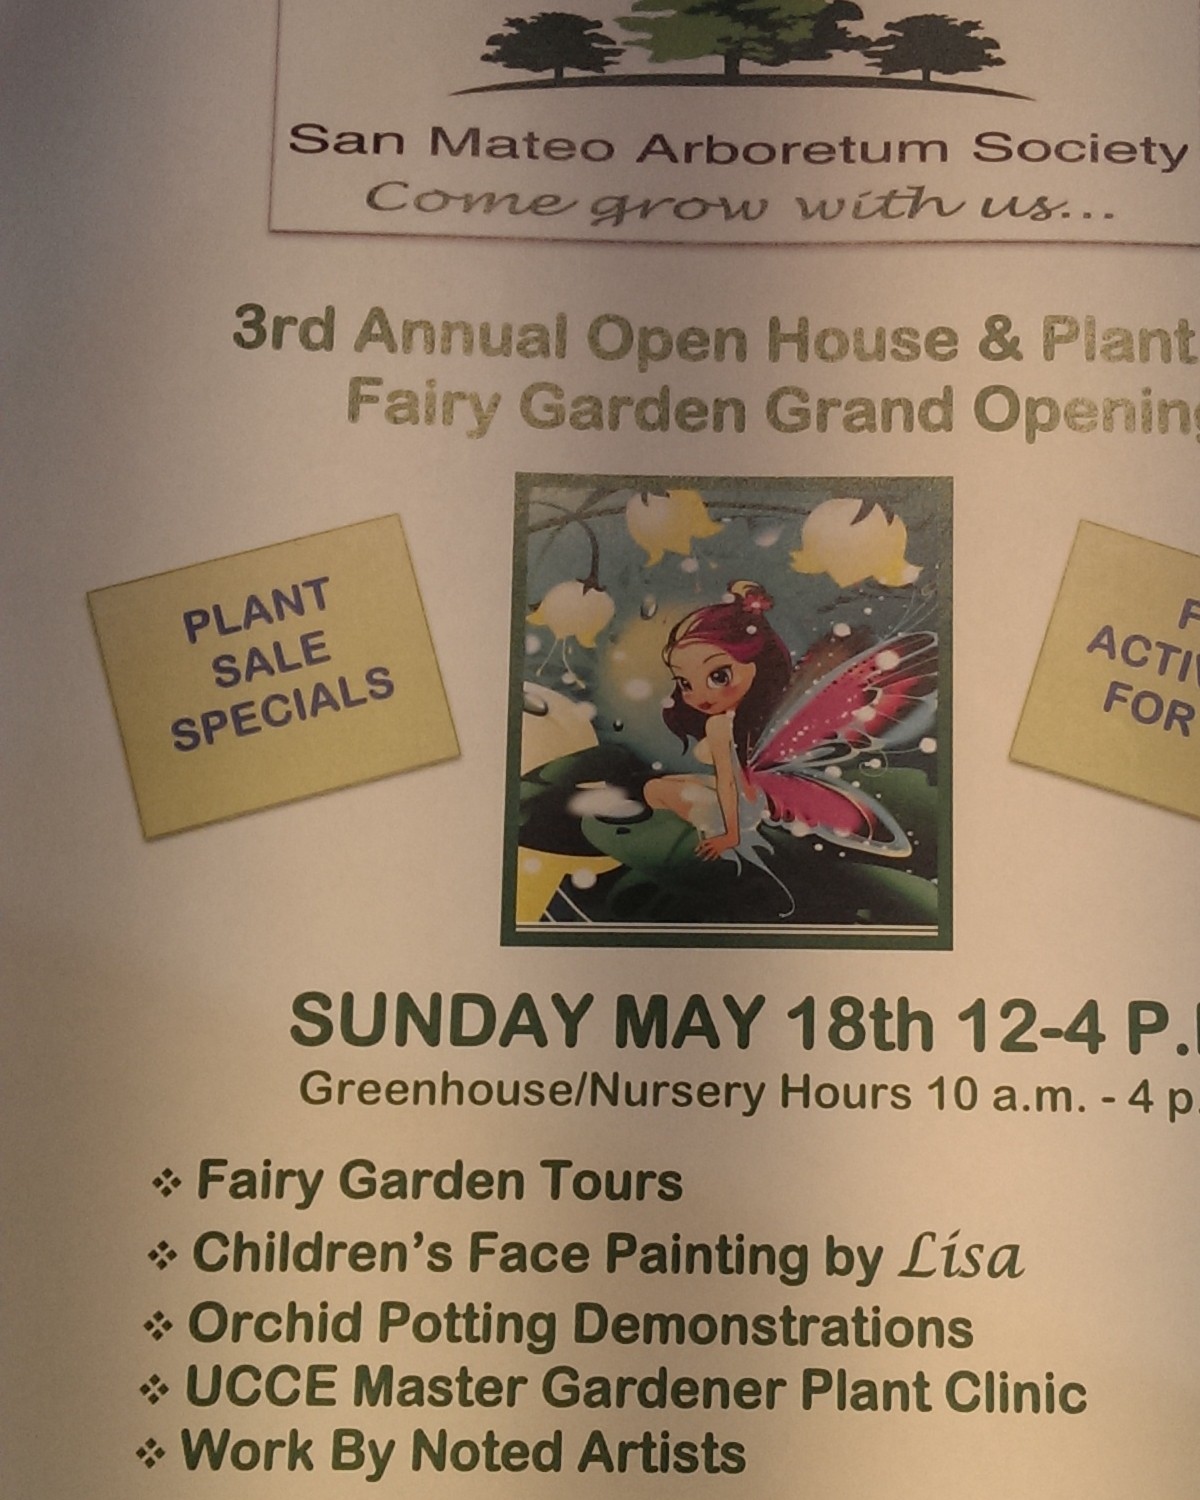 San Mateo Arboretum Society
Come grow with us...
3rd Annual Open House & Plant
Fairy Garden Grand Opening
PLANT
SALE
SPECIALS
F
ACTIV
FOR
SUNDAY MAY 18th 12-4 P.
Greenhouse/Nursery Hours 10 a.m. - 4 p.
❖ Fairy Garden Tours
❖ Children's Face Painting by Lisa
❖ Orchid Potting Demonstrations
❖ UCCE Master Gardener Plant Clinic
❖ Work By Noted Artists